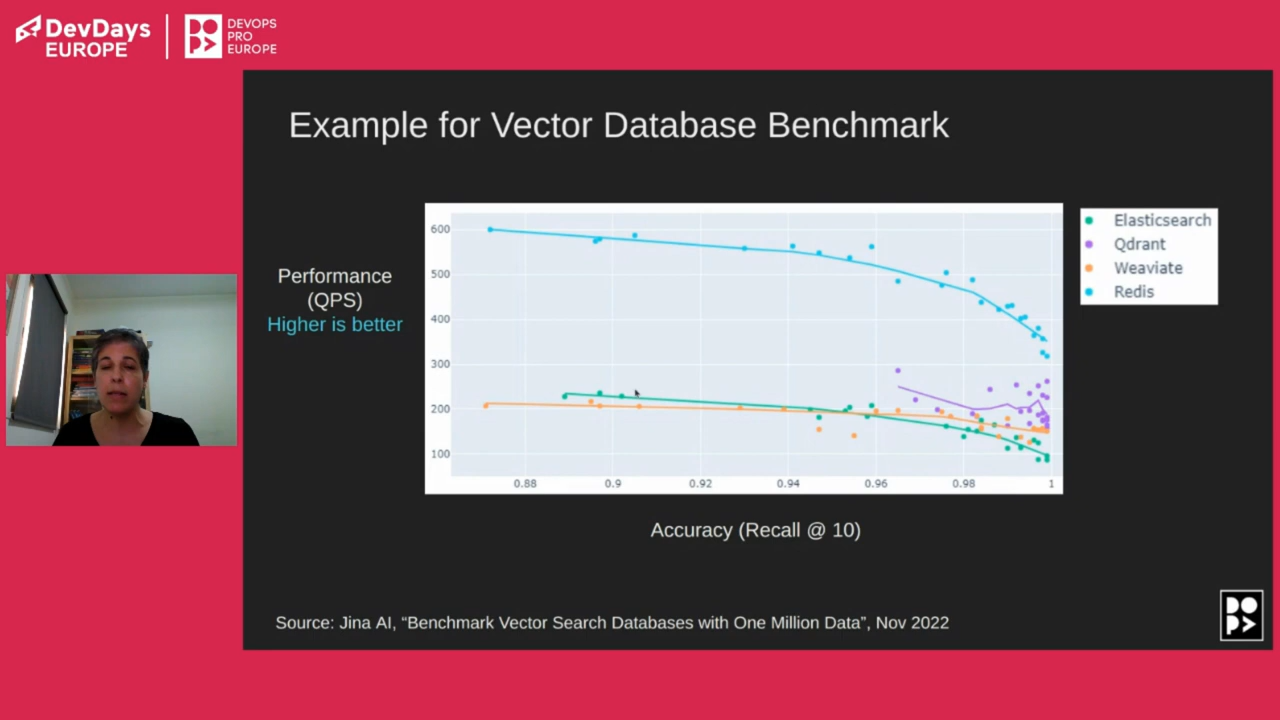 DevDays
EUROPE
DEVOPS
PRO
EUROPE
Example for Vector Database Benchmark
Performance
(QPS)
Higher is better
600
500
400
300
200
100
0.88
0.9
0.92
0.94
0.96
0.98
1
Elasticsearch
Qdrant
Weaviate
Redis
Accuracy (Recall @ 10)
Source: Jina AI, “Benchmark Vector Search Databases with One Million Data”, Nov 2022